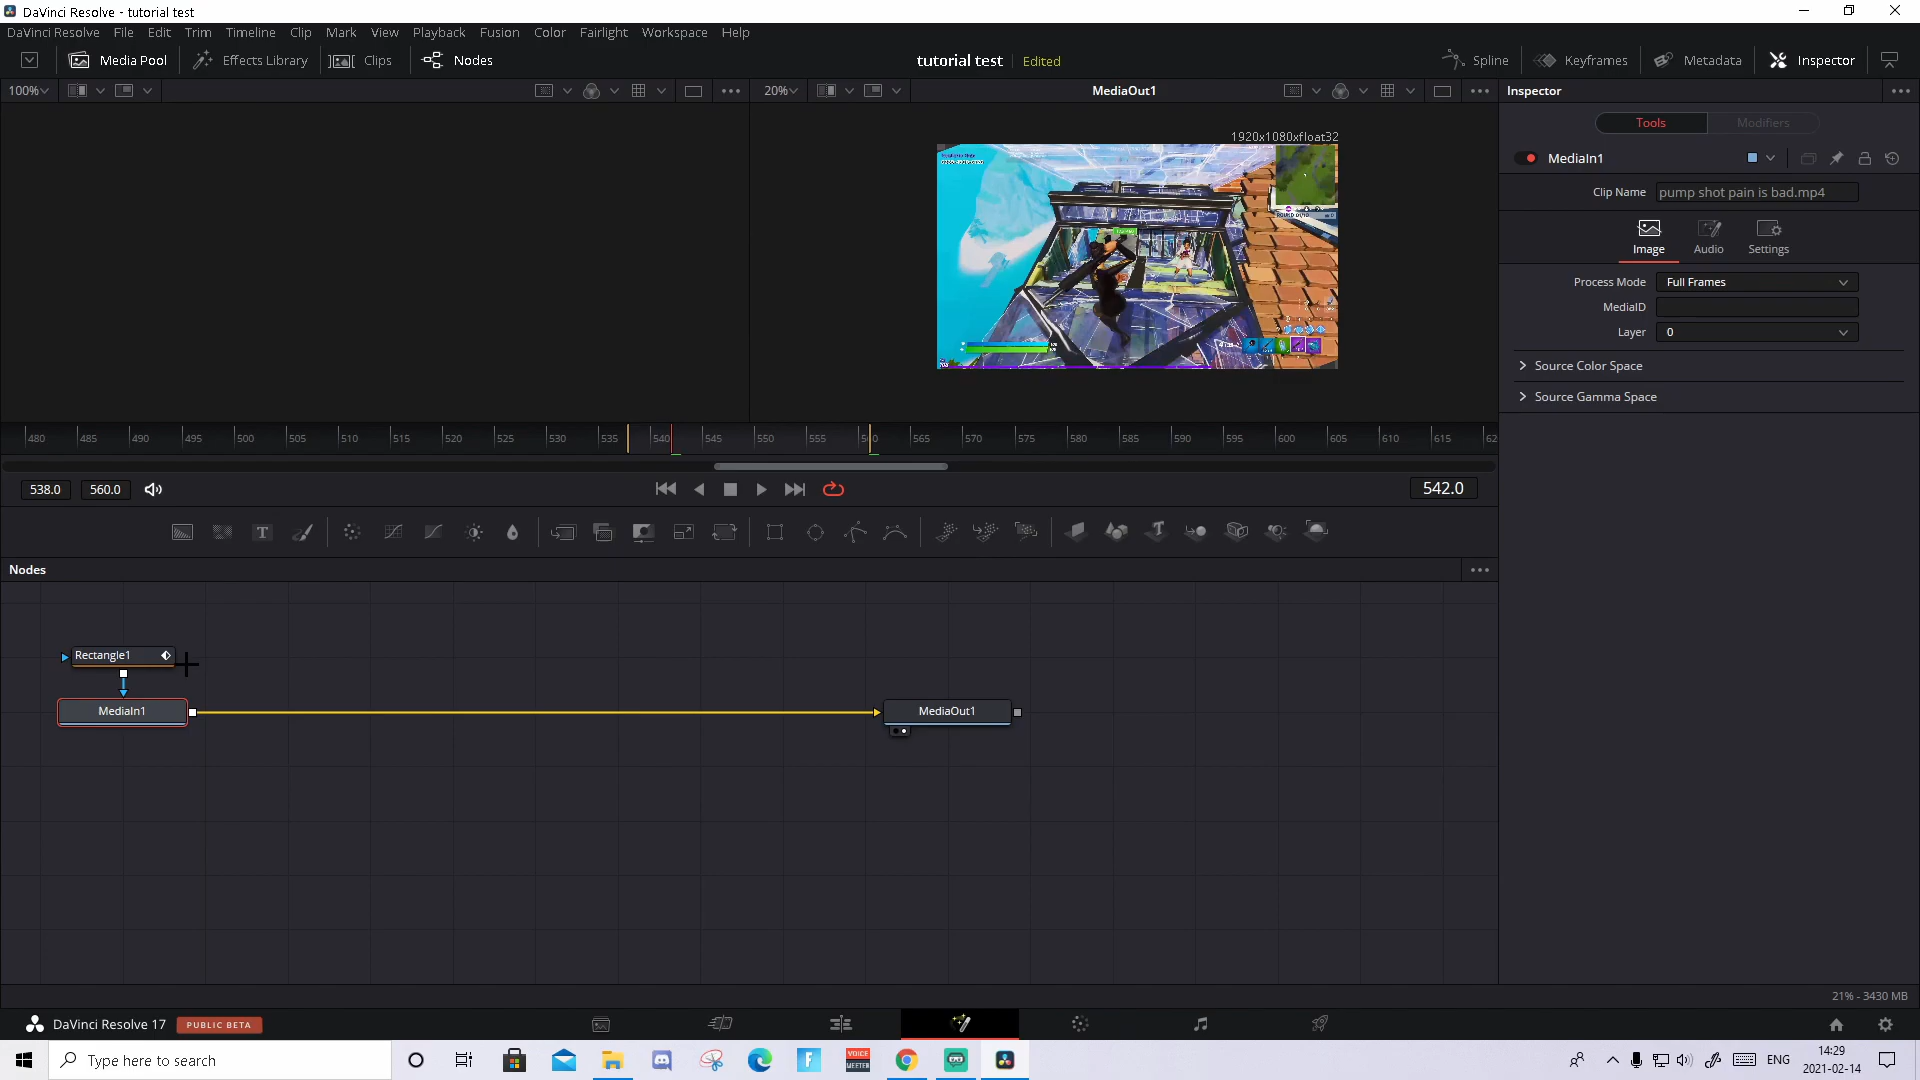 DaVinci Resolve - tutorial test
DaVinci Resolve File Edit Trim Timeline Clip Mark View Playback Fusion Color Fairlight Workspace Help
Media Pool Effects Library Clips Nodes tutorial test Edited Spline Keyframes Metadata Inspector
100% 20% MediaOut1 Inspector
1920x1080xfloat32
Tools Modifiers
MediaIn1
Clip Name pump shot pain is bad.mp4
Image Audio Settings
Process Mode Full Frames
MediaID
Layer 0
Source Color Space
Source Gamma Space
480 485 490 495 500 505 510 515 520 525 530 535 540 545 550 555 560 565 570 575 580 585 590 595 600 605 610 615 62
538.0 560.0 542.0
Nodes
Rectangle1
MediaIn1 MediaOut1
21% - 3430 MB
DaVinci Resolve 17 PUBLIC BETA
Type here to search
VOICE MEETER
ENG
14:29
2021-02-14